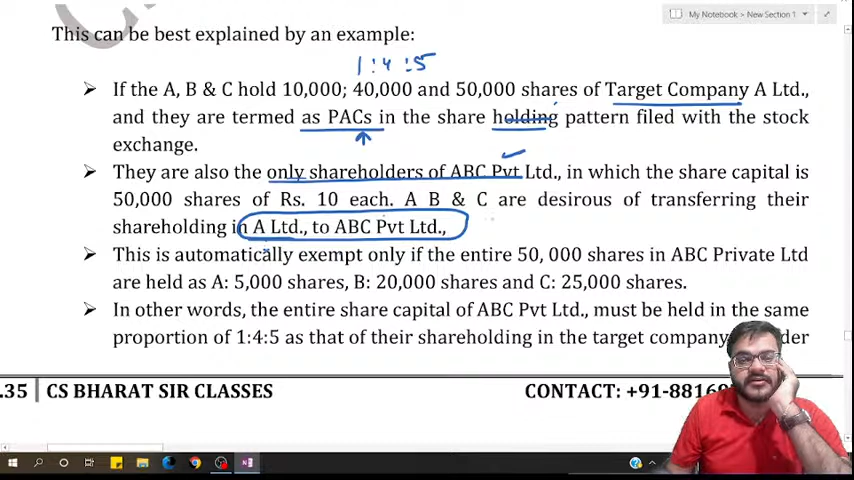 My Notebook > New Section 1
This can be best explained by an example:
1:4:5
➢ If the A, B & C hold 10,000; 40,000 and 50,000 shares of Target Company A Ltd.,
and they are termed as PACs in the share holding pattern filed with the stock
exchange.
➢ They are also the only shareholders of ABC Pvt Ltd., in which the share capital is
50,000 shares of Rs. 10 each. A B & C are desirous of transferring their
shareholding in A Ltd., to ABC Pvt Ltd.,
➢ This is automatically exempt only if the entire 50, 000 shares in ABC Private Ltd
are held as A: 5,000 shares, B: 20,000 shares and C: 25,000 shares.
➢ In other words, the entire share capital of ABC Pvt Ltd., must be held in the same
proportion of 1:4:5 as that of their shareholding in the target company
.35 | CS BHARAT SIR CLASSES
CONTACT: +91-8816